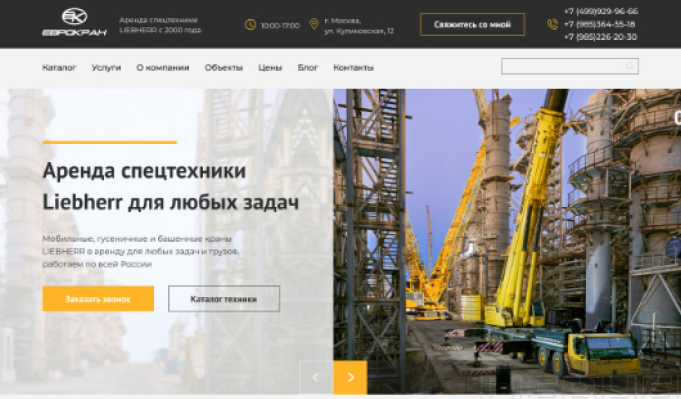 ЕВРОКРАН
Аренда спецтехники
LIEBHERR с 2000 года
10:00-17:00
г. Москва,
ул. Куликовская, 12
Свяжитесь со мной
+7 (499)929-96-66
+7 (985)364-55-18
+7 (985)226-20-30
Каталог Услуги О компании Объекты Цены Блог Контакты
Аренда спецтехники
Liebherr для любых задач
Мобильные, гусеничные и башенные краны
LIEBHERR в аренду для любых задач и грузов,
работаем по всей России
Заказать звонок
Каталог техники